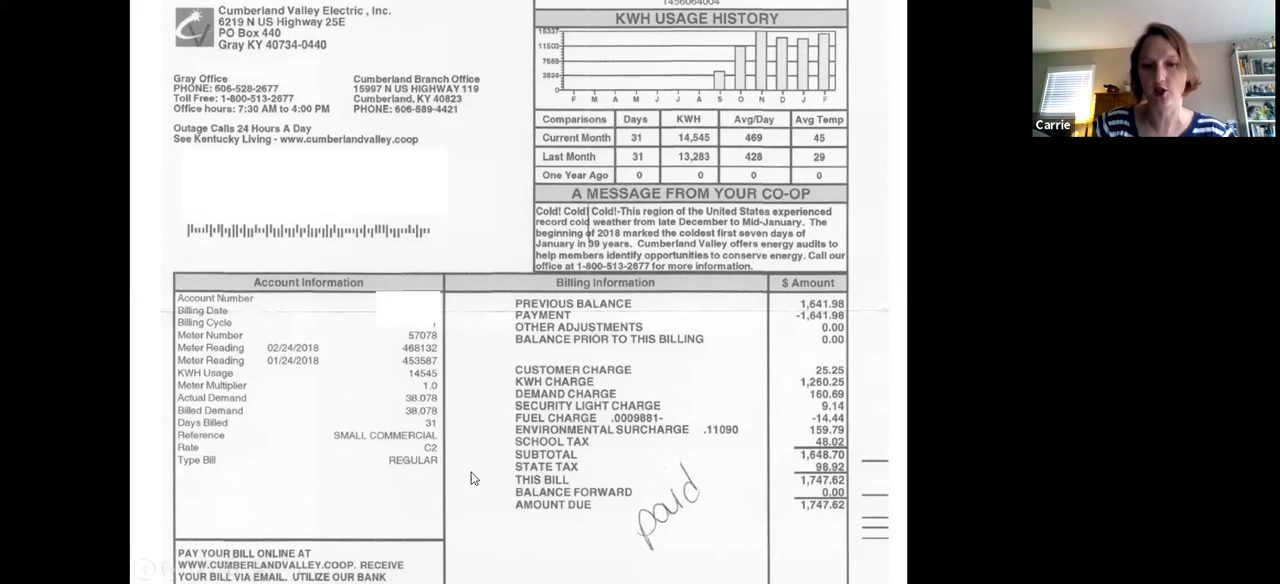 1456064004
Cumberland Valley Electric , Inc.
6219 N US Highway 25E
PO Box 440
Gray KY 40734-0440
Gray Office
PHONE: 606-528-2677
Toll Free: 1-800-513-2677
Office hours: 7:30 AM to 4:00 PM
Cumberland Branch Office
15997 N US HIGHWAY 119
Cumberland, KY 40823
PHONE: 606-589-4421
Outage Calls 24 Hours A Day
See Kentucky Living - www.cumberlandvalley.coop
KWH USAGE HISTORY
15337
11503
7669
3834
0
F M A M J J A S O N D J F
Comparisons Days KWH Avg/Day Avg Temp
Current Month 31 14,545 469 45
Last Month 31 13,283 428 29
One Year Ago 0 0 0 0
A MESSAGE FROM YOUR CO-OP
Cold! Cold! Cold!-This region of the United States experienced
record cold weather from late December to Mid-January. The
beginning of 2018 marked the coldest first seven days of
January in 39 years. Cumberland Valley offers energy audits to
help members identify opportunities to conserve energy. Call our
office at 1-800-513-2677 for more information.
Account Information
Account Number
Billing Date
Billing Cycle
Meter Number 57078
Meter Reading 02/24/2018 468132
Meter Reading 01/24/2018 453587
KWH Usage 14545
Meter Multiplier 1.0
Actual Demand 38.078
Billed Demand 38.078
Days Billed 31
Reference SMALL COMMERCIAL
Rate C2
Type Bill REGULAR
Billing Information $ Amount
PREVIOUS BALANCE 1,641.98
PAYMENT -1,641.98
OTHER ADJUSTMENTS 0.00
BALANCE PRIOR TO THIS BILLING 0.00
CUSTOMER CHARGE 25.25
KWH CHARGE 1,260.25
DEMAND CHARGE 160.69
SECURITY LIGHT CHARGE 9.14
FUEL CHARGE .0009881- -14.44
ENVIRONMENTAL SURCHARGE .11090 159.79
SCHOOL TAX 48.02
SUBTOTAL 1,648.70
STATE TAX 98.92
THIS BILL 1,747.62
BALANCE FORWARD 0.00
AMOUNT DUE 1,747.62
paid
PAY YOUR BILL ONLINE AT
WWW.CUMBERLANDVALLEY.COOP. RECEIVE
YOUR BILL VIA EMAIL. UTILIZE OUR BANK
Carrie